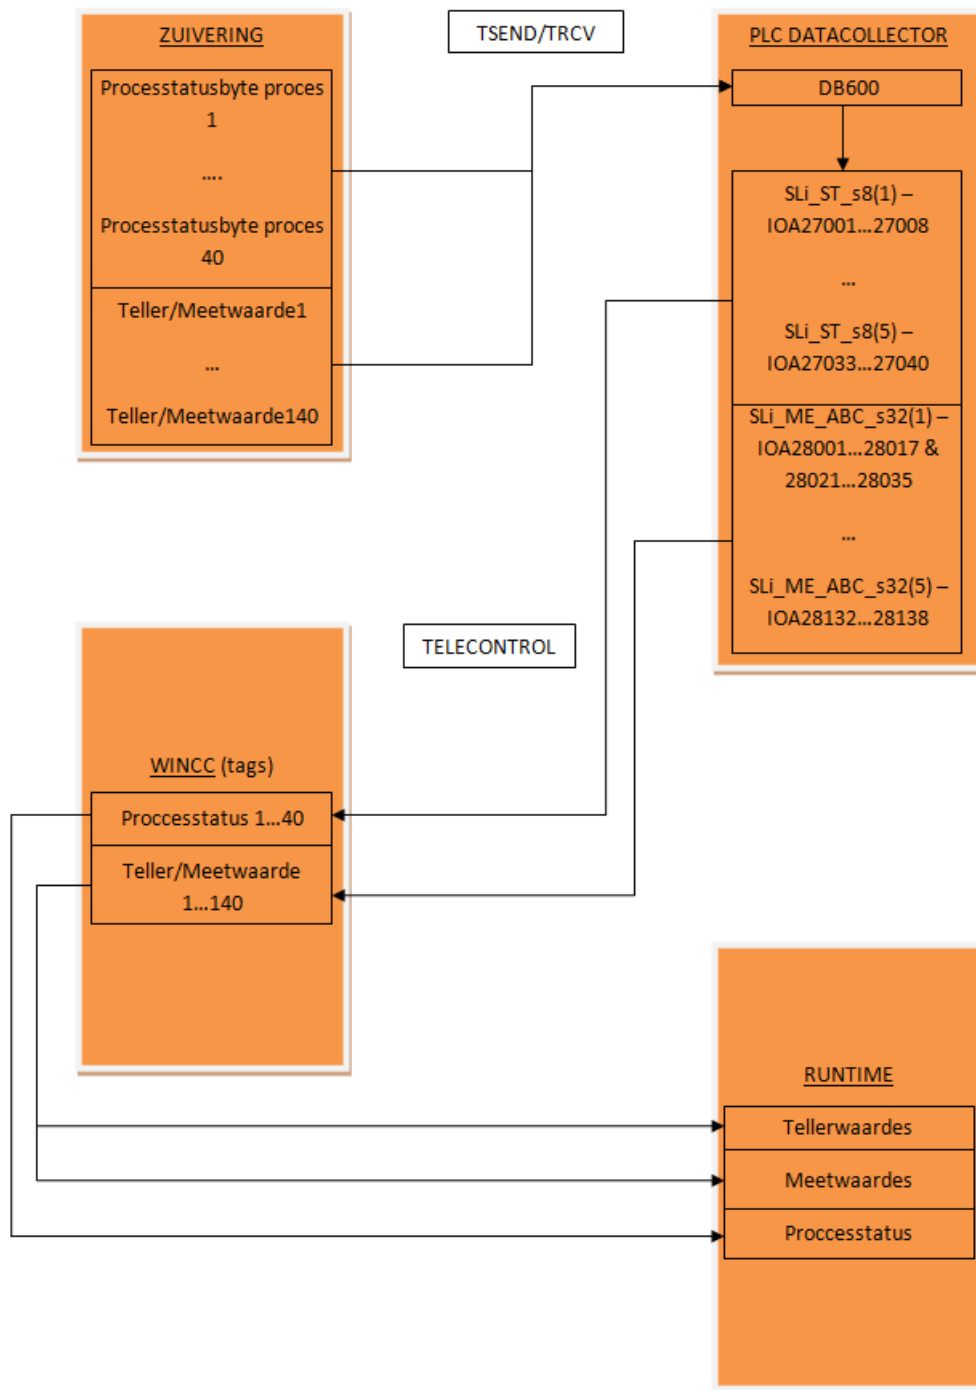 ZUIVERING
Processtatusbyte proces
1
....
Processtatusbyte proces
40
Teller/Meetwaarde1
...
Teller/Meetwaarde140
TSEND/TRCV
PLC DATACOLLECTOR
DB600
SLi_ST_s8(1) –
IOA27001...27008
...
SLi_ST_s8(5) –
IOA27033...27040
SLi_ME_ABC_s32(1) –
IOA28001...28017 &
28021...28035
...
SLi_ME_ABC_s32(5) –
IOA28132...28138
TELECONTROL
WINCC (tags)
Proccesstatus 1...40
Teller/Meetwaarde
1...140
RUNTIME
Tellerwaardes
Meetwaardes
Proccesstatus